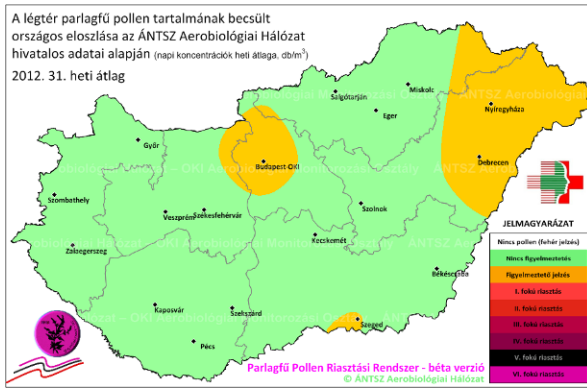 A légtér parlagfű pollen tartalmának becsült
országos eloszlása az ÁNTSZ Aerobiológiai Hálózat
hivatalos adatai alapján (napi koncentrációk heti átlaga, db/m³)
2012. 31. heti átlag
Miskolc
Salgótarján
Nyíregyháza
Eger
Győr
Budapest-OKI
Debrecen
Szombathely
Szolnok
Veszprém
Székesfehérvár
Kecskemét
Zalaegerszeg
Békéscsaba
Kaposvár
Szekszárd
Szeged
Pécs
JELMAGYARÁZAT
Nincs pollen (fehér jelzés)
Nincs figyelmeztetés
Figyelmeztető jelzés
I. fokú riasztás
II. fokú riasztás
III. fokú riasztás
IV. fokú riasztás
V. fokú riasztás
VI. fokú riasztás
Parlagfű Pollen Riasztási Rendszer - béta verzió
© ÁNTSZ Aerobiológiai Hálózat